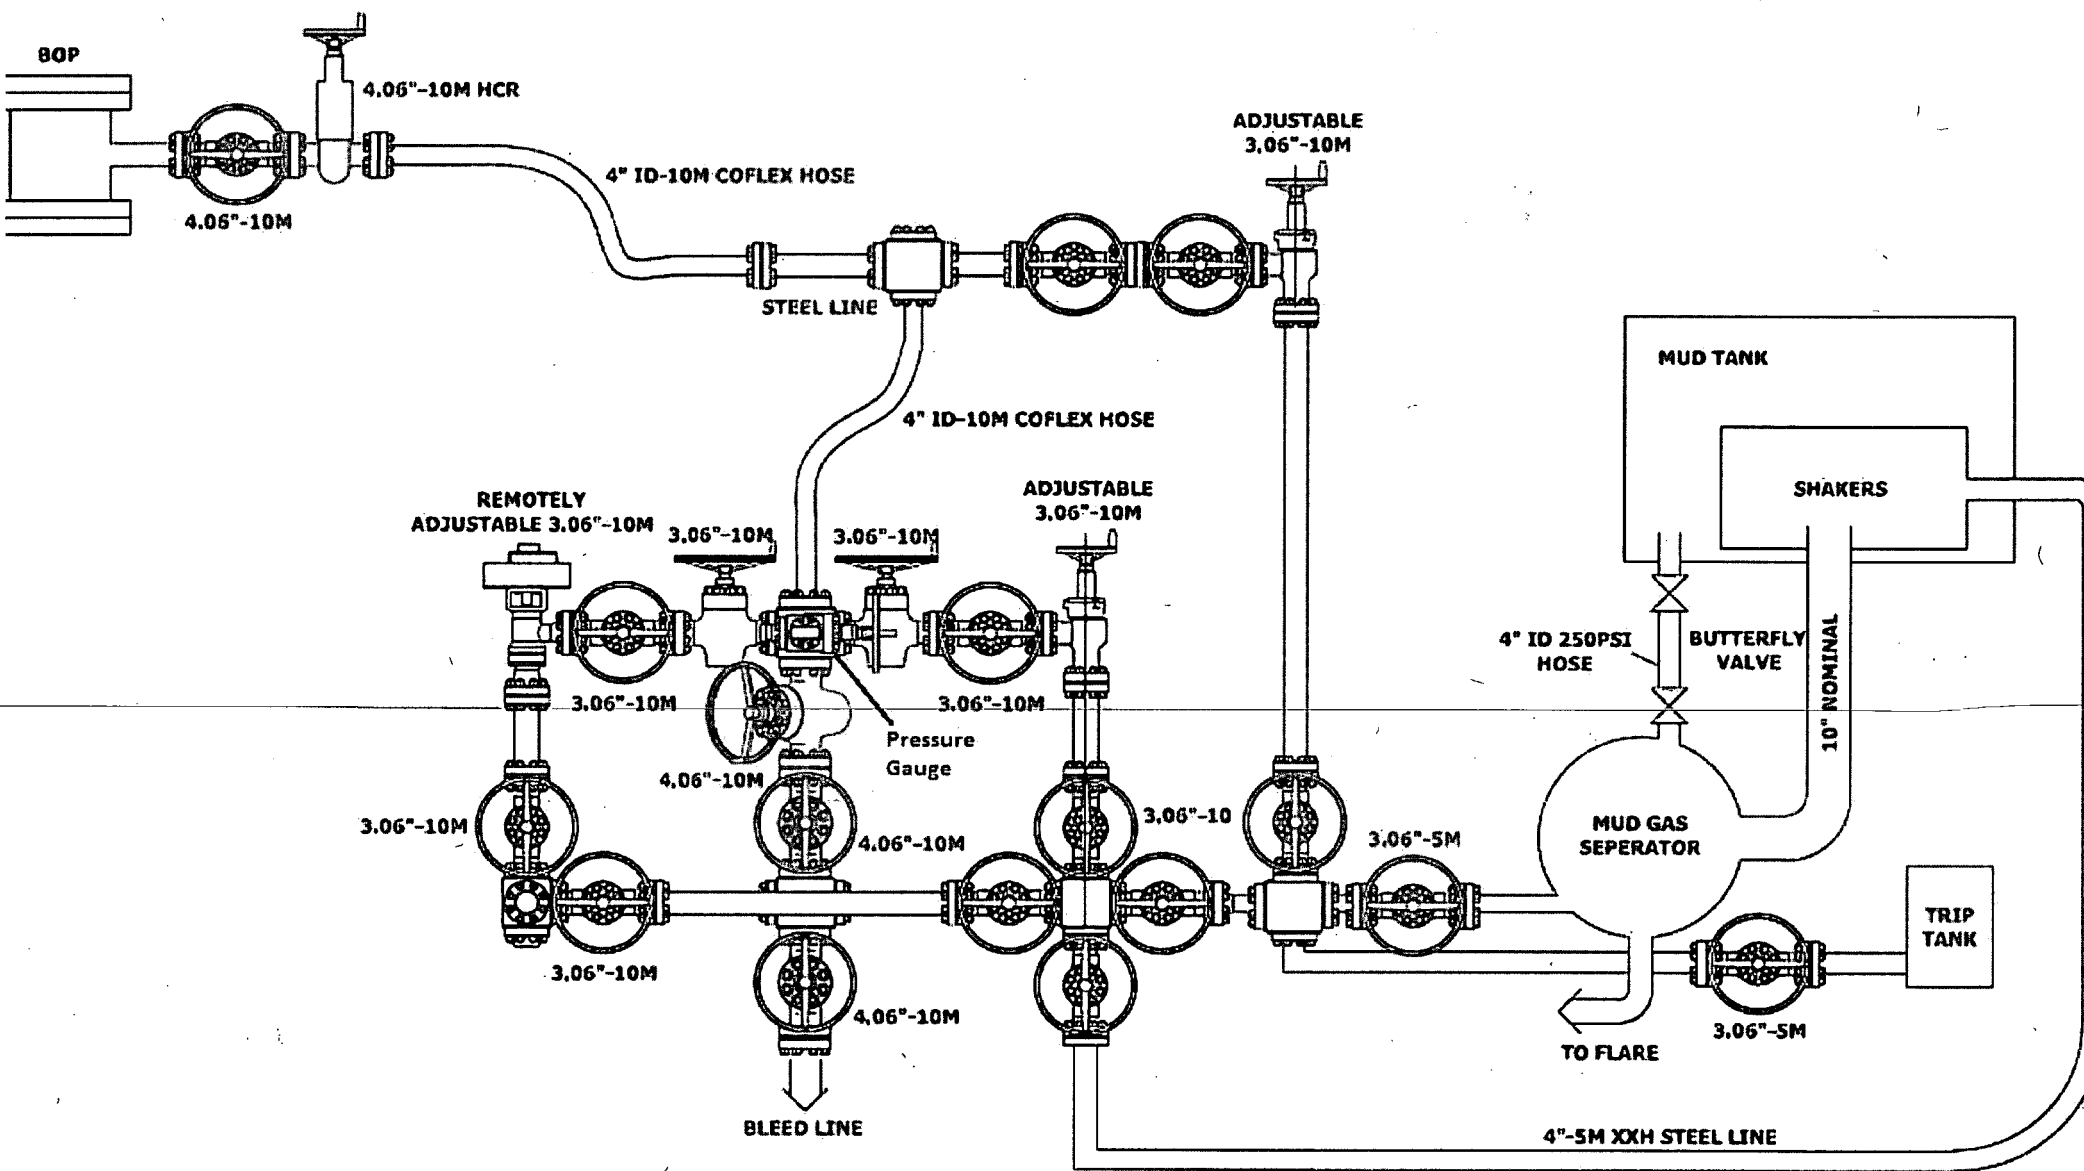 BOP
4.06"-10M HCR
4.06"-10M
4" ID-10M COFLEX HOSE
ADJUSTABLE
3.06"-10M
STEEL LINE
MUD TANK
SHAKERS
4" ID-10M COFLEX HOSE
REMOTELY
ADJUSTABLE 3.06"-10M
3.06"-10M
3.06"-10M
ADJUSTABLE
3.06"-10M
4" ID 250PSI
HOSE
BUTTERFLY
VALVE
10" NOMINAL
3.06"-10M
3.06"-10M
Pressure
Gauge
4.06"-10M
3.06"-10M
4.06"-10M
3.06"-10
3.06"-5M
MUD GAS
SEPERATOR
TRIP
TANK
3.06"-10M
4.06"-10M
3.06"-5M
TO FLARE
BLEED LINE
4"-5M XXH STEEL LINE